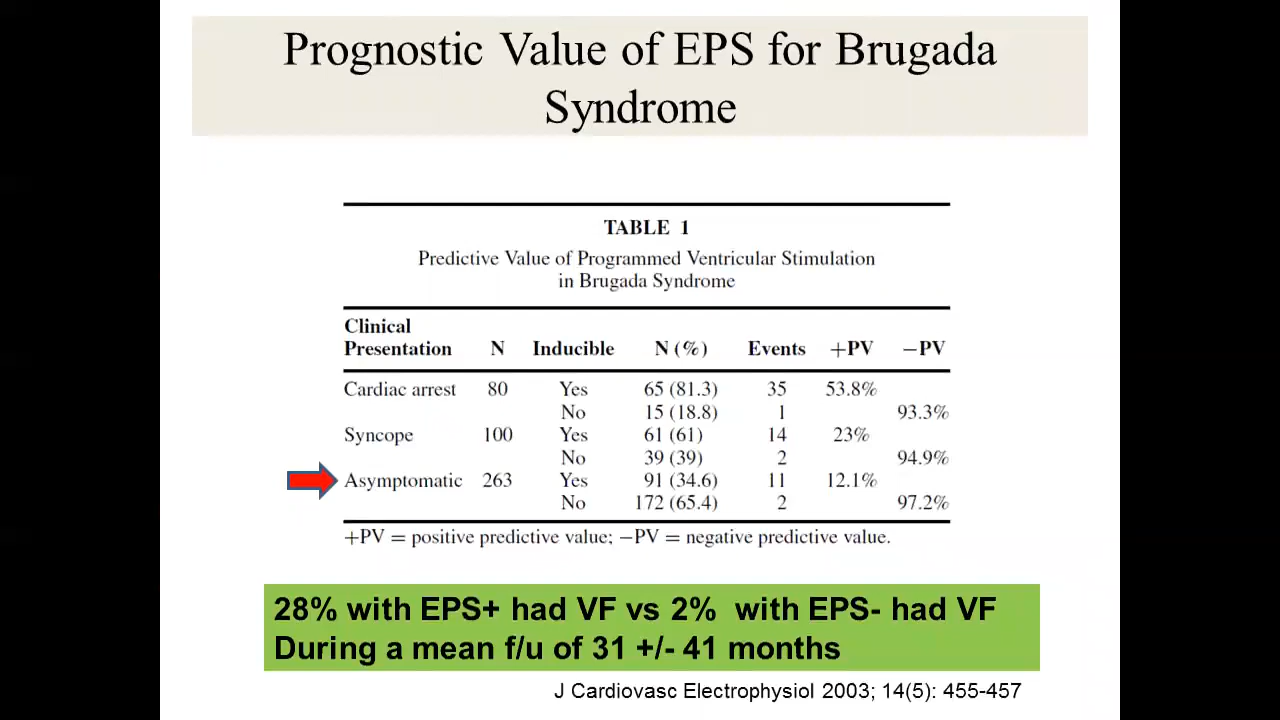 Prognostic Value of EPS for Brugada
Syndrome
TABLE 1
Predictive Value of Programmed Ventricular Stimulation
in Brugada Syndrome
Clinical
Presentation N Inducible N (%) Events +PV −PV
Cardiac arrest 80 Yes 65 (81.3) 35 53.8%
No 15 (18.8) 1 93.3%
Syncope 100 Yes 61 (61) 14 23%
No 39 (39) 2 94.9%
Asymptomatic 263 Yes 91 (34.6) 11 12.1%
No 172 (65.4) 2 97.2%
+PV = positive predictive value; −PV = negative predictive value.
28% with EPS+ had VF vs 2% with EPS- had VF
During a mean f/u of 31 +/- 41 months
J Cardiovasc Electrophysiol 2003; 14(5): 455-457